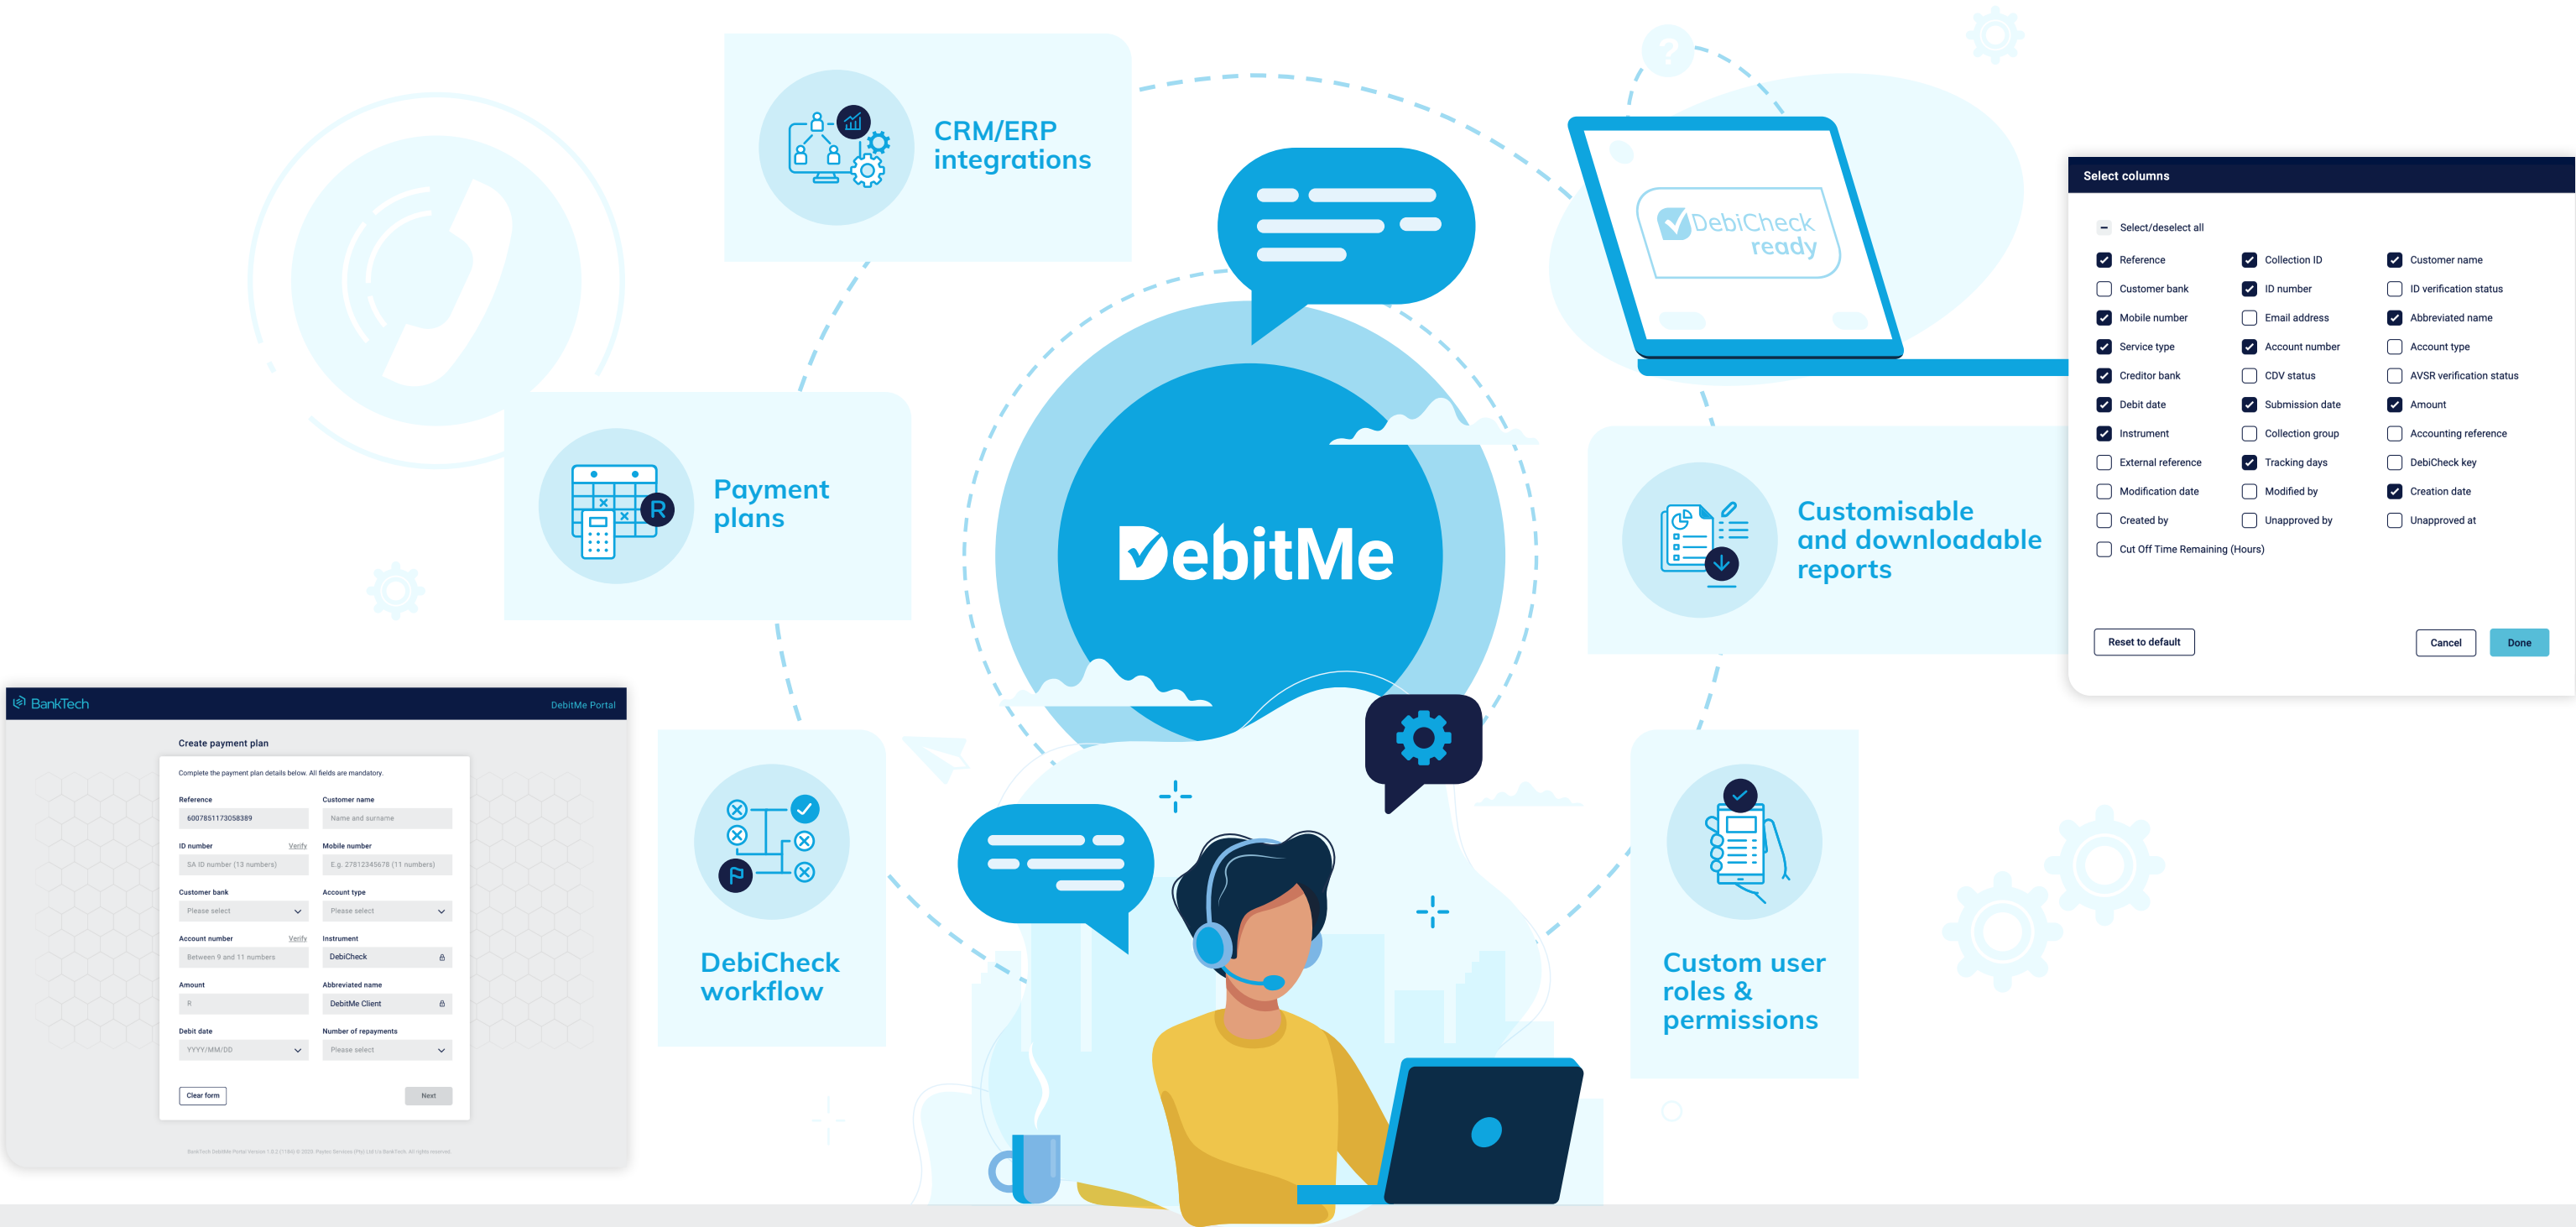 CRM/ERP
integrations
?
DebiCheck
ready
Payment
plans
R
DebitMe
Customisable
and downloadable
reports
DebiCheck
workflow
Custom user
roles &
permissions
Select columns
Select/deselect all
Reference
Collection ID
Customer name
Customer bank
ID number
ID verification status
Mobile number
Email address
Abbreviated name
Service type
Account number
Account type
Creditor bank
CDV status
AVSR verification status
Debit date
Submission date
Amount
Instrument
Collection group
Accounting reference
External reference
Tracking days
DebiCheck key
Modification date
Modified by
Creation date
Created by
Unapproved by
Unapproved at
Cut Off Time Remaining (Hours)
Reset to default
Cancel
Done
BankTech
DebitMe Portal
Create payment plan
Complete the payment plan details below. All fields are mandatory.
Reference
Customer name
6007851173058389
Name and surname
ID number
Verify
Mobile number
SA ID number (13 numbers)
E.g. 27812345678 (11 numbers)
Customer bank
Account type
Please select
Please select
Account number
Verify
Instrument
Between 9 and 11 numbers
DebiCheck
Amount
Abbreviated name
R
DebitMe Client
Debit date
Number of repayments
YYYY/MM/DD
Please select
Clear form
Next